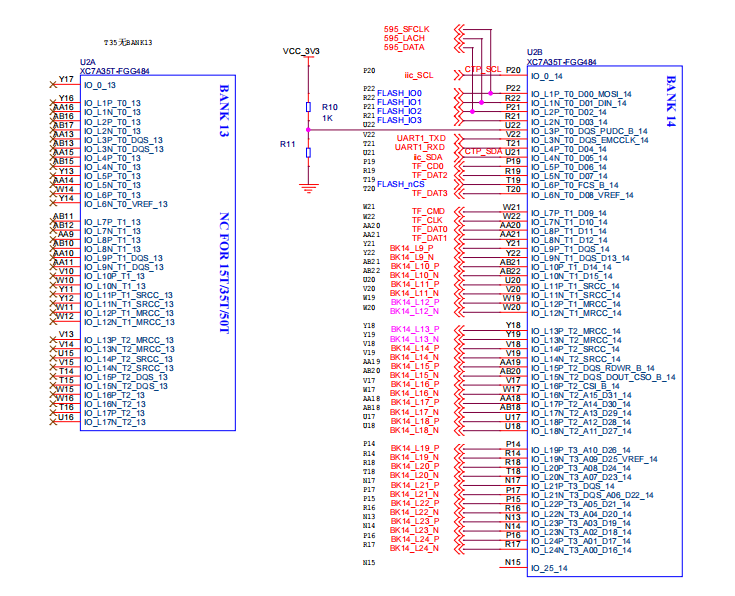 T35无BANK13
U2A
XC7A35T-FGG484
BANK 13
NC FOR 15T/35T/50T
Y17 IO_0_13
Y16 IO_L1P_T0_13
AA16 IO_L1N_T0_13
AB16 IO_L2P_T0_13
AB17 IO_L2N_T0_13
AA13 IO_L3P_T0_DQS_13
AB13 IO_L3N_T0_DQS_13
AA15 IO_L4P_T0_13
AB15 IO_L4N_T0_13
Y13 IO_L5P_T0_13
AA14 IO_L5N_T0_13
W14 IO_L6P_T0_13
Y14 IO_L6N_T0_VREF_13
AB11 IO_L7P_T1_13
AB12 IO_L7N_T1_13
AA9 IO_L8P_T1_13
AB10 IO_L8N_T1_13
AA10 IO_L9P_T1_DQS_13
AA11 IO_L9N_T1_DQS_13
V10 IO_L10P_T1_13
W10 IO_L10N_T1_13
Y11 IO_L11P_T1_SRCC_13
Y12 IO_L11N_T1_SRCC_13
W11 IO_L12P_T1_MRCC_13
W12 IO_L12N_T1_MRCC_13
V13 IO_L13P_T2_MRCC_13
V14 IO_L13N_T2_MRCC_13
U15 IO_L14P_T2_SRCC_13
V15 IO_L14N_T2_SRCC_13
T14 IO_L15P_T2_DQS_13
T15 IO_L15N_T2_DQS_13
W15 IO_L16P_T2_13
W16 IO_L16N_T2_13
T16 IO_L17P_T2_13
U16 IO_L17N_T2_13
VCC_3V3
R10
1K
R11
595_SFCLK
595_LACH
595_DATA
U2B
XC7A35T-FGG484
BANK 14
P20 iic_SCL CTP_SCL P20 IO_0_14
P22 FLASH_IO0 P22 IO_L1P_T0_D00_MOSI_14
R22 FLASH_IO1 R22 IO_L1N_T0_D01_DIN_14
P21 FLASH_IO2 P21 IO_L2P_T0_D02_14
R21 FLASH_IO3 R21 IO_L2N_T0_D03_14
U22 U22 IO_L3P_T0_DQS_PUDC_B_14
V22 UART1_TXD V22 IO_L3N_T0_DQS_EMCCLK_14
T21 UART1_RXD T21 IO_L4P_T0_D04_14
U21 iic_SDA CTP_SDA U21 IO_L4N_T0_D05_14
P19 TF_CD0 P19 IO_L5P_T0_D06_14
R19 TF_DAT2 R19 IO_L5N_T0_D07_14
T19 FLASH_nCS T19 IO_L6P_T0_FCS_B_14
T20 TF_DAT3 T20 IO_L6N_T0_D08_VREF_14
W21 TF_CMD W21 IO_L7P_T1_D09_14
W22 TF_CLK W22 IO_L7N_T1_D10_14
AA20 TF_DAT0 AA20 IO_L8P_T1_D11_14
AA21 TF_DAT1 AA21 IO_L8N_T1_D12_14
Y21 BK14_L9_P Y21 IO_L9P_T1_DQS_14
Y22 BK14_L9_N Y22 IO_L9N_T1_DQS_D13_14
AB21 BK14_L10_P AB21 IO_L10P_T1_D14_14
AB22 BK14_L10_N AB22 IO_L10N_T1_D15_14
U20 BK14_L11_P U20 IO_L11P_T1_SRCC_14
V20 BK14_L11_N V20 IO_L11N_T1_SRCC_14
W19 BK14_L12_P W19 IO_L12P_T1_MRCC_14
W20 BK14_L12_N W20 IO_L12N_T1_MRCC_14
Y18 BK14_L13_P Y18 IO_L13P_T2_MRCC_14
Y19 BK14_L13_N Y19 IO_L13N_T2_MRCC_14
V18 BK14_L14_P V18 IO_L14P_T2_SRCC_14
V19 BK14_L14_N V19 IO_L14N_T2_SRCC_14
AA19 BK14_L15_P AA19 IO_L15P_T2_DQS_RDWR_B_14
AB20 BK14_L15_N AB20 IO_L15N_T2_DQS_DOUT_CSO_B_14
V17 BK14_L16_P V17 IO_L16P_T2_CSI_B_14
W17 BK14_L16_N W17 IO_L16N_T2_A15_D31_14
AA18 BK14_L17_P AA18 IO_L17P_T2_A14_D30_14
AB18 BK14_L17_N AB18 IO_L17N_T2_A13_D29_14
U17 BK14_L18_P U17 IO_L18P_T2_A12_D28_14
U18 BK14_L18_N U18 IO_L18N_T2_A11_D27_14
P14 BK14_L19_P P14 IO_L19P_T3_A10_D26_14
R14 BK14_L19_N R14 IO_L19N_T3_A09_D25_VREF_14
R18 BK14_L20_P R18 IO_L20P_T3_A08_D24_14
T18 BK14_L20_N T18 IO_L20N_T3_A07_D23_14
N17 BK14_L21_P N17 IO_L21P_T3_DQS_14
P17 BK14_L21_N P17 IO_L21N_T3_DQS_A06_D22_14
P15 BK14_L22_P P15 IO_L22P_T3_A05_D21_14
R16 BK14_L22_N R16 IO_L22N_T3_A04_D20_14
N13 BK14_L23_P N13 IO_L23P_T3_A03_D19_14
N14 BK14_L23_N N14 IO_L23N_T3_A02_D18_14
P16 BK14_L24_P P16 IO_L24P_T3_A01_D17_14
R17 BK14_L24_N R17 IO_L24N_T3_A00_D16_14
N15 N15 IO_25_14